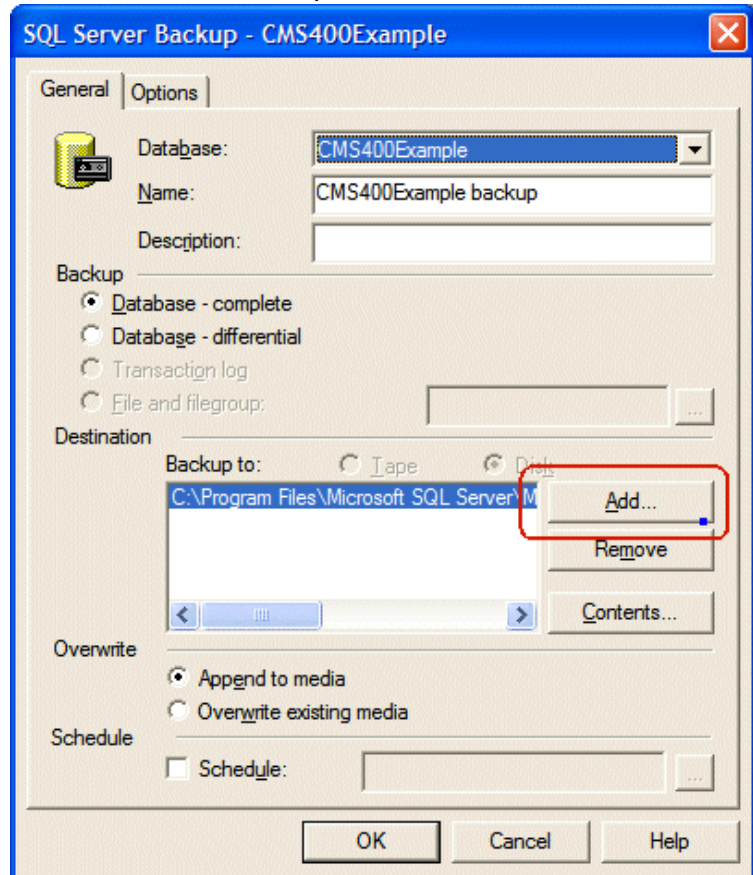 SQL Server Backup - CMS400Example
General Options
Database: CMS400Example
Name: CMS400Example backup
Description:
Backup
Database - complete
Database - differential
Transaction log
File and filegroup: ...
Destination
Backup to: Tape Disk
C:\Program Files\Microsoft SQL Server\M
Add...
Remove
Contents...
Overwrite
Append to media
Overwrite existing media
Schedule
Schedule: ...
OK Cancel Help